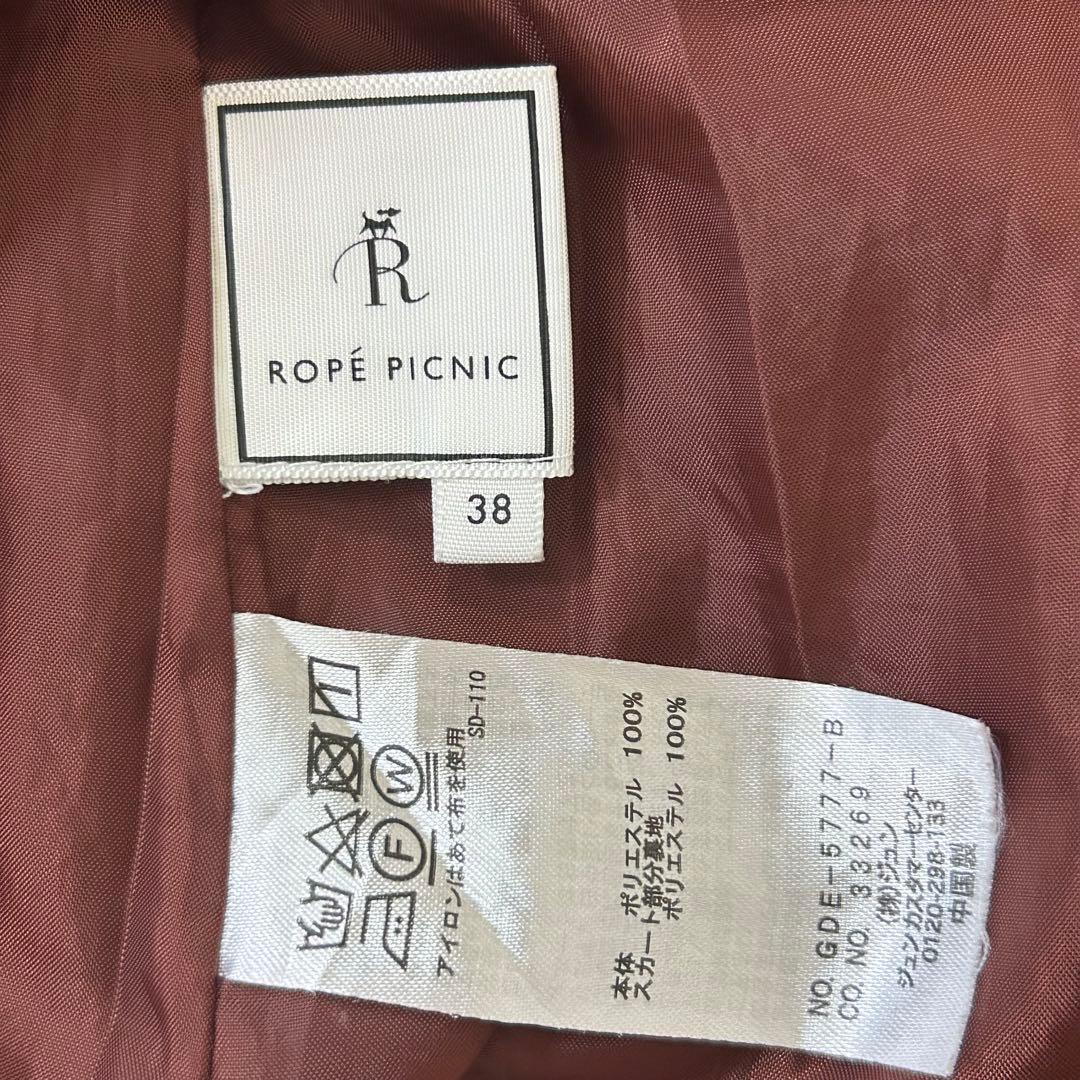 R
ROPÉ PICNIC
38
F
W
アイロンはあて布を使用
SD-110
本体 ポリエステル 100%
スカート部分裏地
ポリエステル 100%
NO. GDE-5777-B
CO. NO. 33269
(株)ジュン
ジュンカスタマーセンター
0120-298-133
中国製